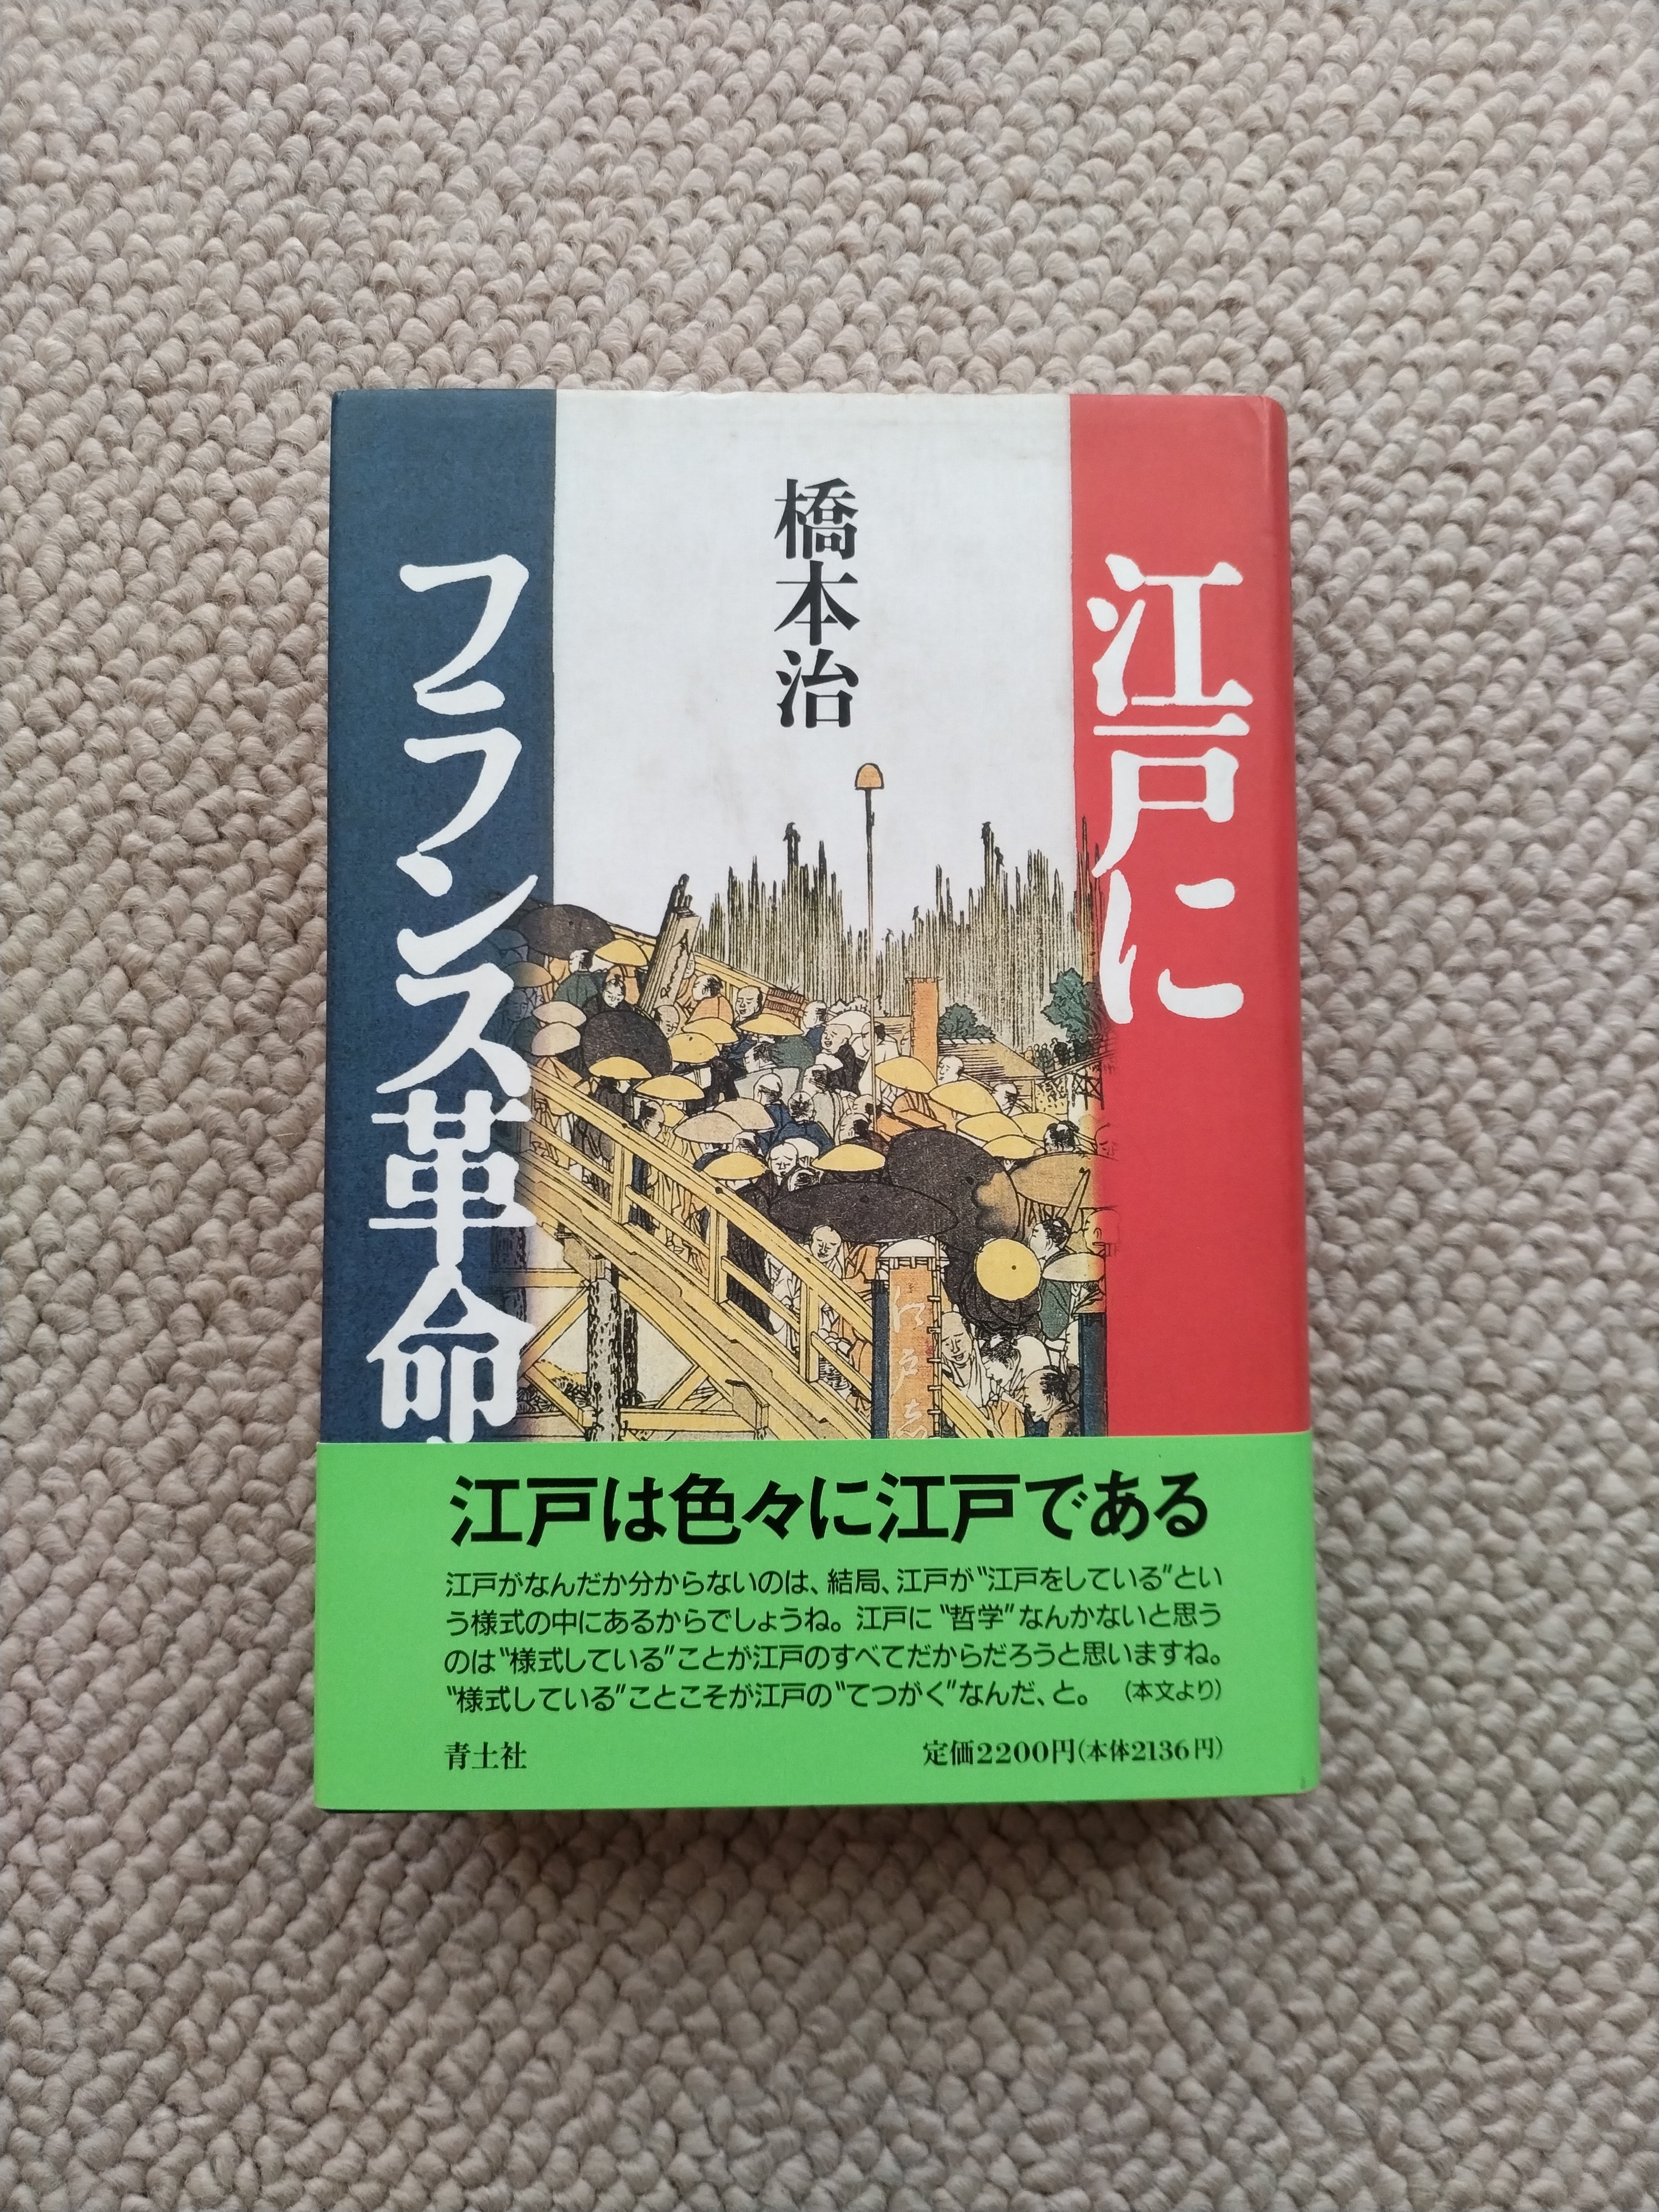 江戸に
フランス革命
橋本治
江戸
江戸は色々に江戸である
江戸がなんだか分からないのは、結局、江戸が“江戸をしている”とい
う様式の中にあるからでしょうね。江戸に“哲学”なんかないと思う
のは“様式している”ことが江戸のすべてだからだろうと思いますね。
“様式している”ことこそが江戸の“てつがく”なんだ、と。 (本文より)
青土社
定価2200円(本体2136円)